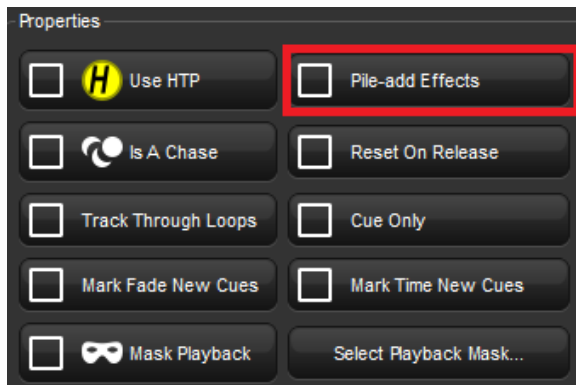 Properties
H Use HTP
Pile-add Effects
Is A Chase
Reset On Release
Track Through Loops
Cue Only
Mark Fade New Cues
Mark Time New Cues
Mask Playback
Select Playback Mask...